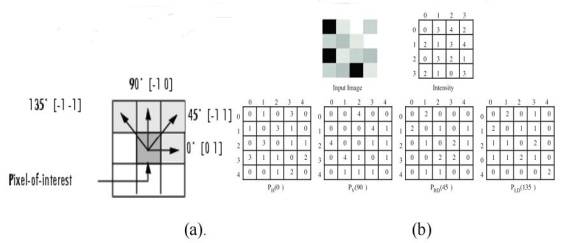 135° [-1 -1]
90° [-1 0]
45° [-1 1]
0° [0 1]
Pixel-of-interest
(a).
Input Image
0 1 2 3
0 0 3 4 2
1 2 1 3 4
2 0 3 2 1
3 2 1 0 3
Intensity
0 1 2 3 4
0 0 1 0 3 0
1 1 0 3 1 0
2 0 3 0 1 1
3 3 1 1 0 2
4 0 0 1 2 0
P_H(0 )
0 1 2 3 4
0 0 0 4 0 0
1 0 0 0 4 1
2 4 0 0 1 1
3 0 4 1 0 1
4 0 1 1 1 0
P_V(90)
0 1 2 3 4
0 0 2 0 0 0
1 2 0 1 0 1
2 0 1 0
3 0 0
4 0 1 1 0 0
P_RD(45)
0 1 2 3 4
0 0 2 0 1 0
1 2 0 1 1 0
2 0 1 0 2 0
3 1 1 2 1 0
4 0 0 0 0 1
P_LD(135)
(b)